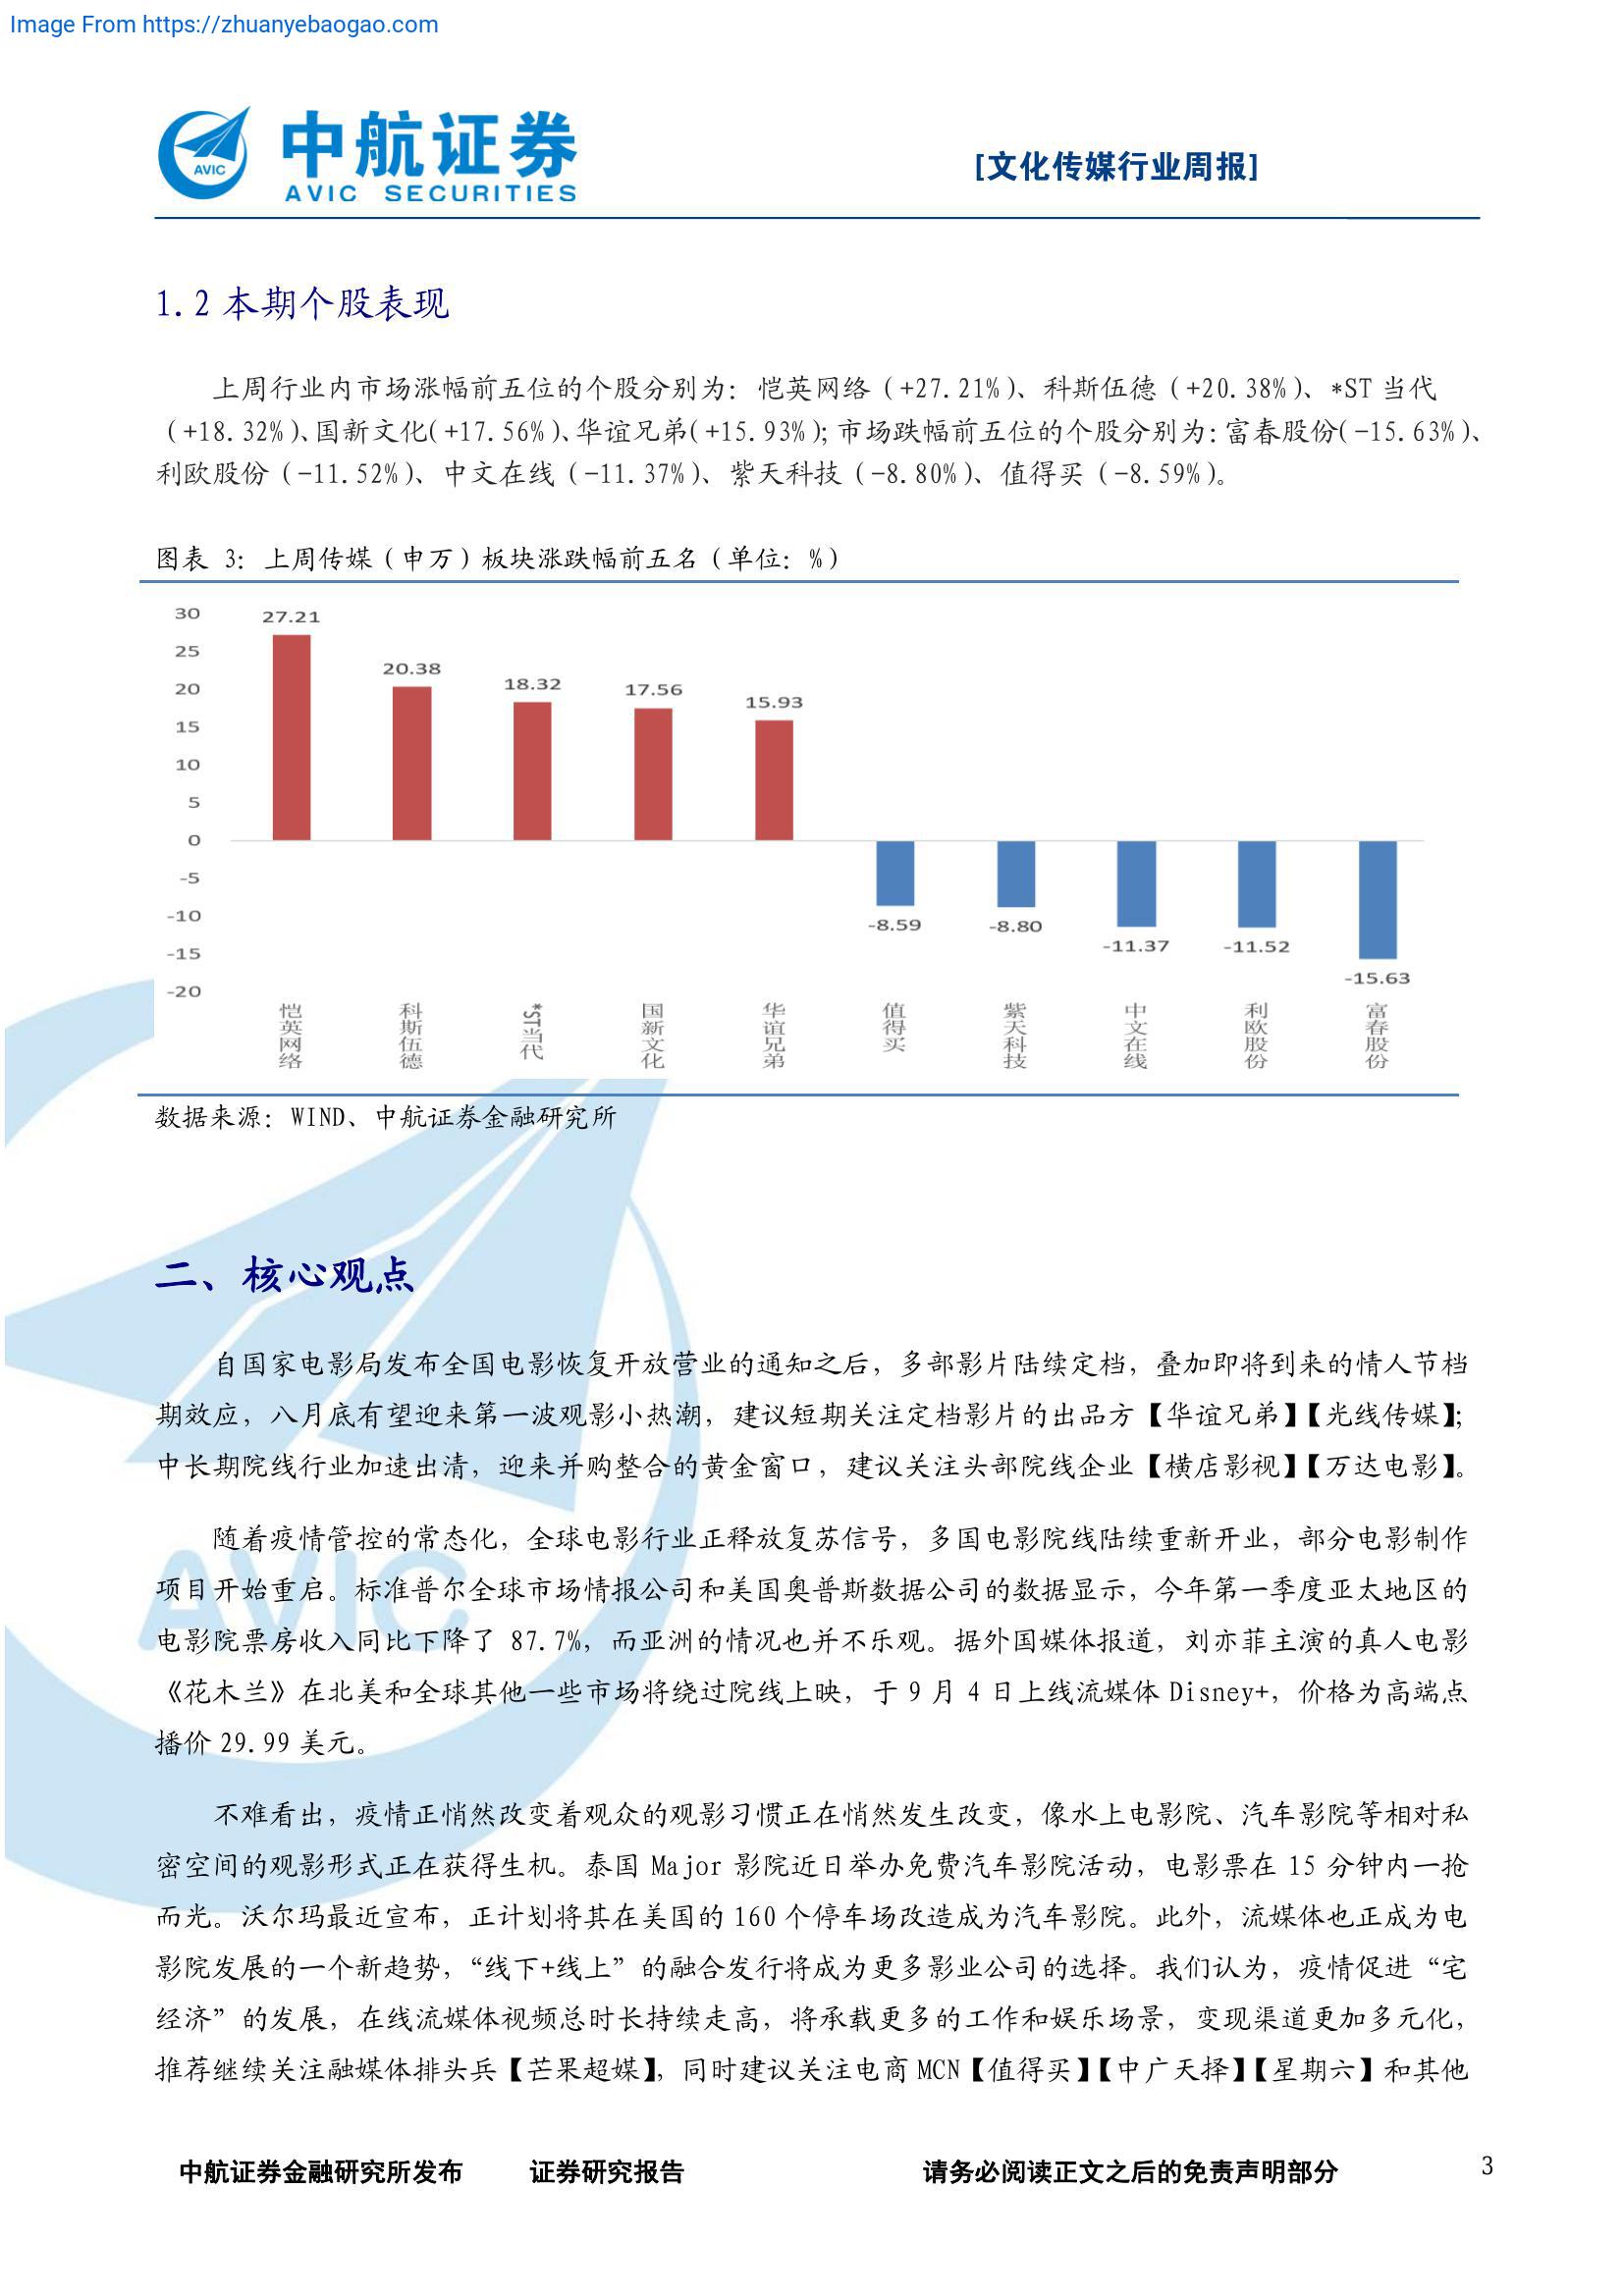 Image From https://zhuanyebaogao.com
中航证券
AVIC SECURITIES
AVIC
[文化传媒行业周报]
1.2 本期个股表现
上周行业内市场涨幅前五位的个股分别为：恺英网络（+27.21%）、科斯伍德（+20.38%）、*ST 当代
（+18.32%）、国新文化（+17.56%）、华谊兄弟（+15.93%）；市场跌幅前五位的个股分别为：富春股份（-15.63%）、
利欧股份（-11.52%）、中文在线（-11.37%）、紫天科技（-8.80%）、值得买（-8.59%）。
图表 3：上周传媒（申万）板块涨跌幅前五名（单位：%）
30
25
20
15
10
5
0
-5
-10
-15
-20
27.21
20.38
18.32
17.56
15.93
-8.59
-8.80
-11.37
-11.52
-15.63
恺英网络
科斯伍德
*ST当代
国新文化
华谊兄弟
值得买
紫天科技
中文在线
利欧股份
富春股份
数据来源：WIND、中航证券金融研究所
二、核心观点
自国家电影局发布全国电影恢复开放营业的通知之后，多部影片陆续定档，叠加即将到来的情人节档
期效应，八月底有望迎来第一波观影小热潮，建议短期关注定档影片的出品方【华谊兄弟】【光线传媒】；
中长期院线行业加速出清，迎来并购整合的黄金窗口，建议关注头部院线企业【横店影视】【万达电影】。
随着疫情管控的常态化，全球电影行业正释放复苏信号，多国电影院线陆续重新开业，部分电影制作
项目开始重启。标准普尔全球市场情报公司和美国奥普斯数据公司的数据显示，今年第一季度亚太地区的
电影院票房收入同比下降了 87.7%，而亚洲的情况也并不乐观。据外国媒体报道，刘亦菲主演的真人电影
《花木兰》在北美和全球其他一些市场将绕过院线上映，于 9 月 4 日上线流媒体 Disney+，价格为高端点
播价 29.99 美元。
不难看出，疫情正悄然改变着观众的观影习惯正在悄然发生改变，像水上电影院、汽车影院等相对私
密空间的观影形式正在获得生机。泰国 Major 影院近日举办免费汽车影院活动，电影票在 15 分钟内一抢
而光。沃尔玛最近宣布，正计划将其在美国的 160 个停车场改造成为汽车影院。此外，流媒体也正成为电
影院发展的一个新趋势，“线下+线上”的融合发行将成为更多影业公司的选择。我们认为，疫情促进“宅
经济”的发展，在线流媒体视频总时长持续走高，将承载更多的工作和娱乐场景，变现渠道更加多元化，
推荐继续关注融媒体排头兵【芒果超媒】，同时建议关注电商 MCN【值得买】【中广天择】【星期六】和其他
AVIC
中航证券金融研究所发布 证券研究报告 请务必阅读正文之后的免责声明部分 3